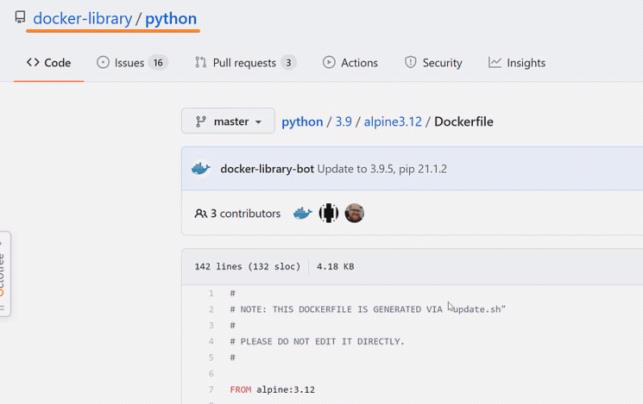 docker-library / python
<> Code Issues 16 Pull requests 3 Actions Security Insights
master python / 3.9 / alpine3.12 / Dockerfile
docker-library-bot Update to 3.9.5, pip 21.1.2
3 contributors
142 lines (132 sloc) 4.18 KB
1 #
2 # NOTE: THIS DOCKERFILE IS GENERATED VIA "update.sh"
3 #
4 # PLEASE DO NOT EDIT IT DIRECTLY.
5 #
6
7 FROM alpine:3.12